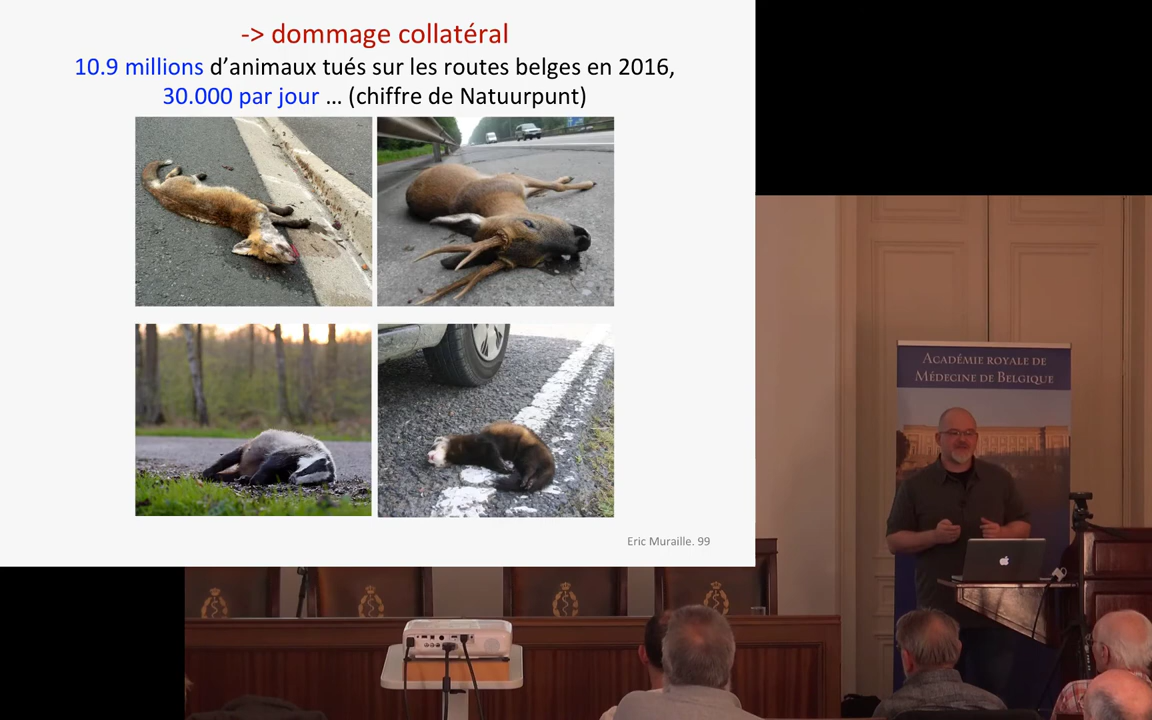 -> dommage collatéral
10.9 millions d’animaux tués sur les routes belges en 2016,
30.000 par jour … (chiffre de Natuurpunt)
Eric Muraille. 99
ACADÉMIE ROYALE DE
MÉDECINE DE BELGIQUE